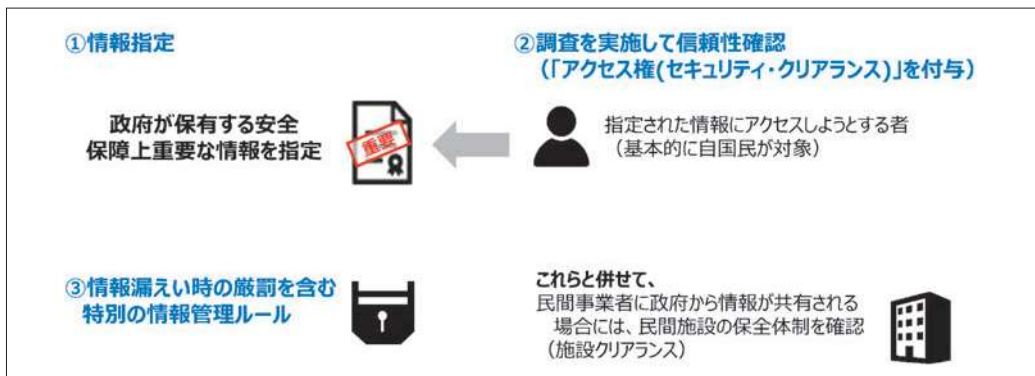 ①情報指定
政府が保有する安全
保障上重要な情報を指定
重要
②調査を実施して信頼性確認
(「アクセス権(セキュリティ・クリアランス)」を付与)
指定された情報にアクセスしようとする者
(基本的に自国民が対象)
③情報漏えい時の厳罰を含む
特別の情報管理ルール
これらと併せて、
民間事業者に政府から情報が共有される
場合には、民間施設の保全体制を確認
(施設クリアランス)